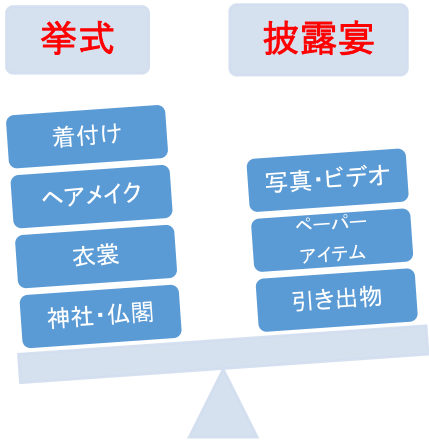 挙式
披露宴
着付け
ヘアメイク
衣裳
神社・仏閣
写真・ビデオ
ペーパー
アイテム
引き出物